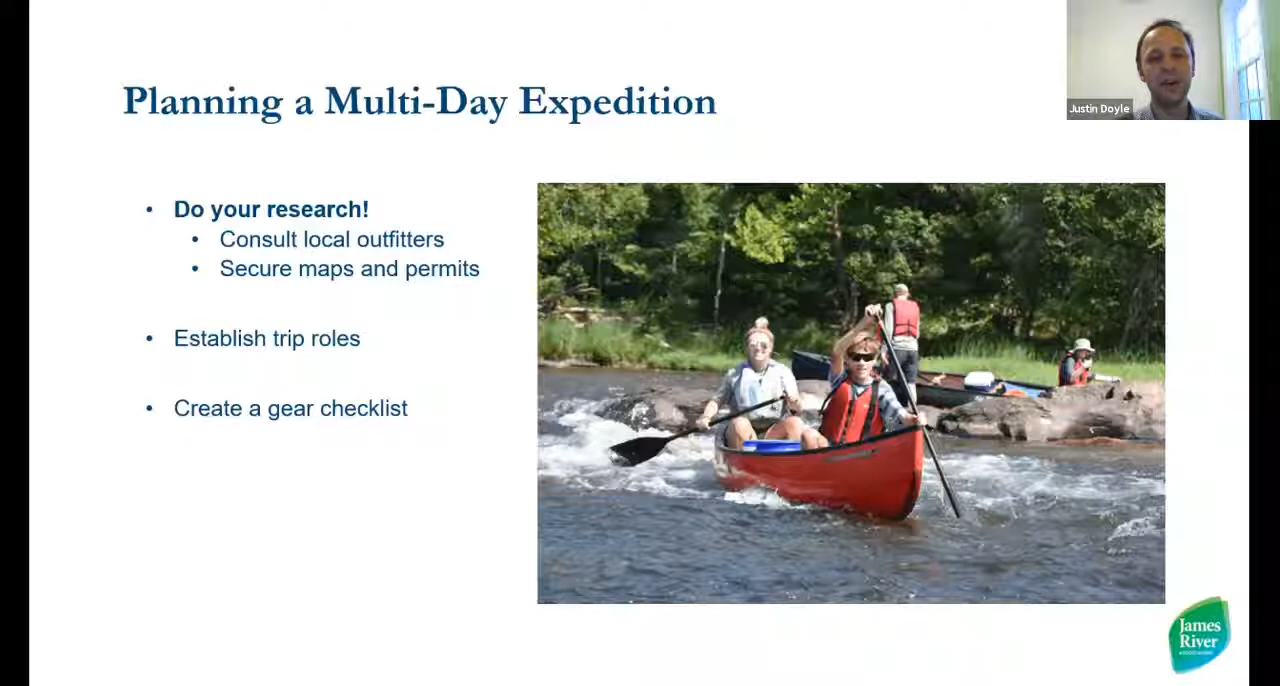 Planning a Multi-Day Expedition
Justin Doyle
• Do your research!
• Consult local outfitters
• Secure maps and permits
• Establish trip roles
• Create a gear checklist
James
River